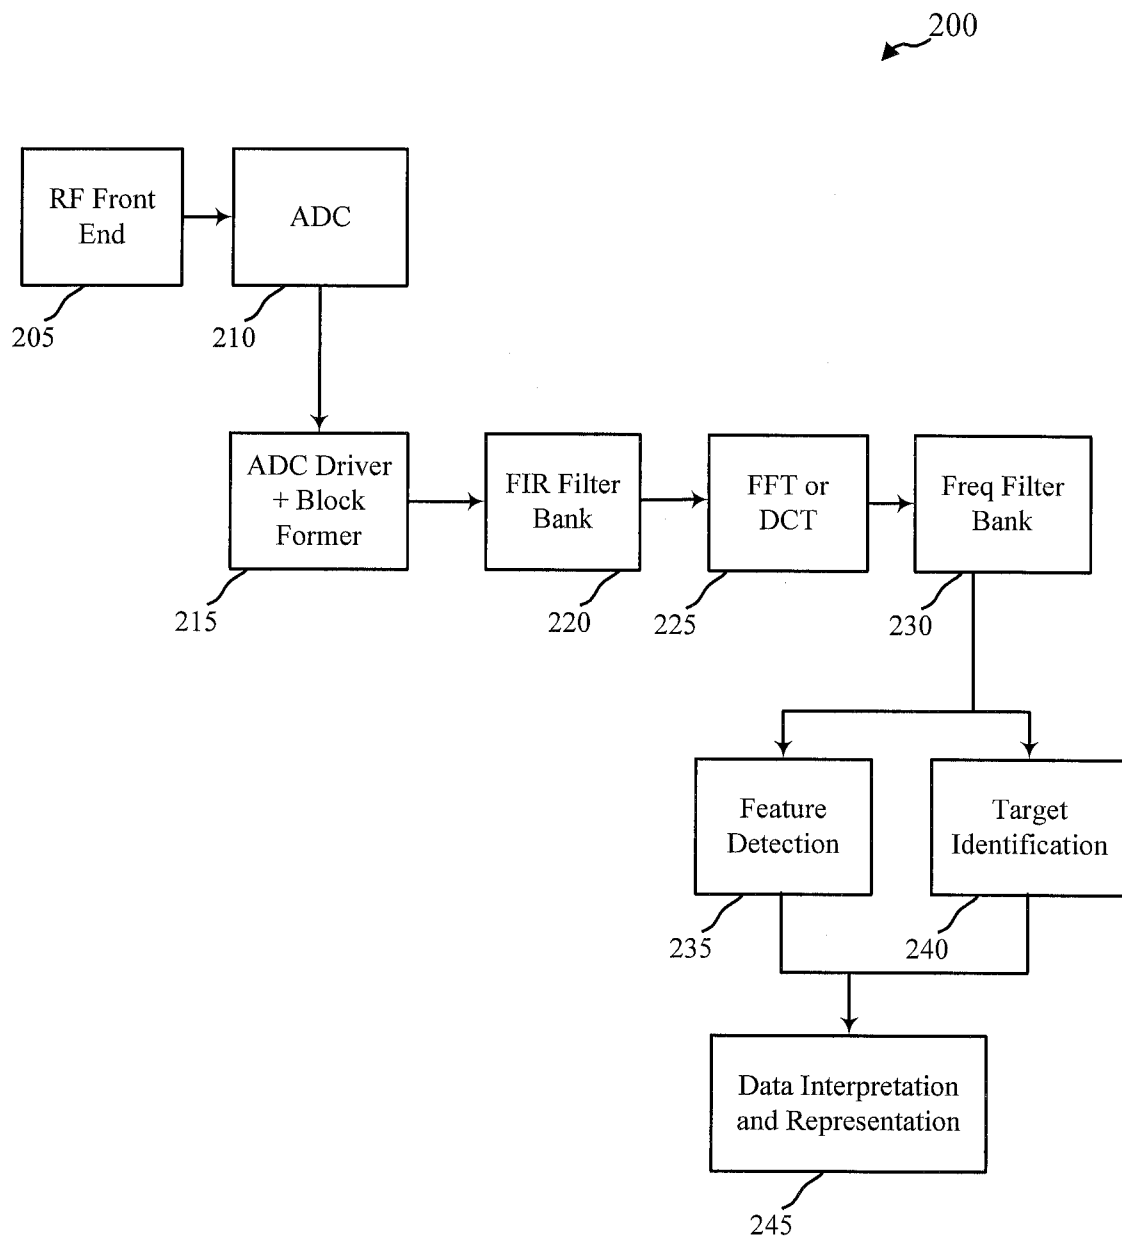 200
RF Front
End
ADC
205
210
ADC Driver
+ Block
Former
FIR Filter
Bank
FFT or
DCT
Freq Filter
Bank
215
220
225
230
Feature
Detection
Target
Identification
235
240
Data Interpretation
and Representation
245